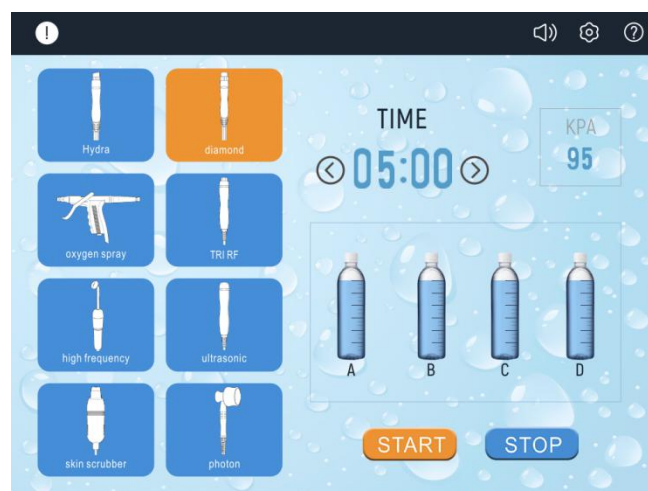 Hydra
diamond
oxygen spray
TRI RF
high frequency
ultrasonic
skin scrubber
photon
TIME
05:00
KPA
95
A
B
C
D
START
STOP